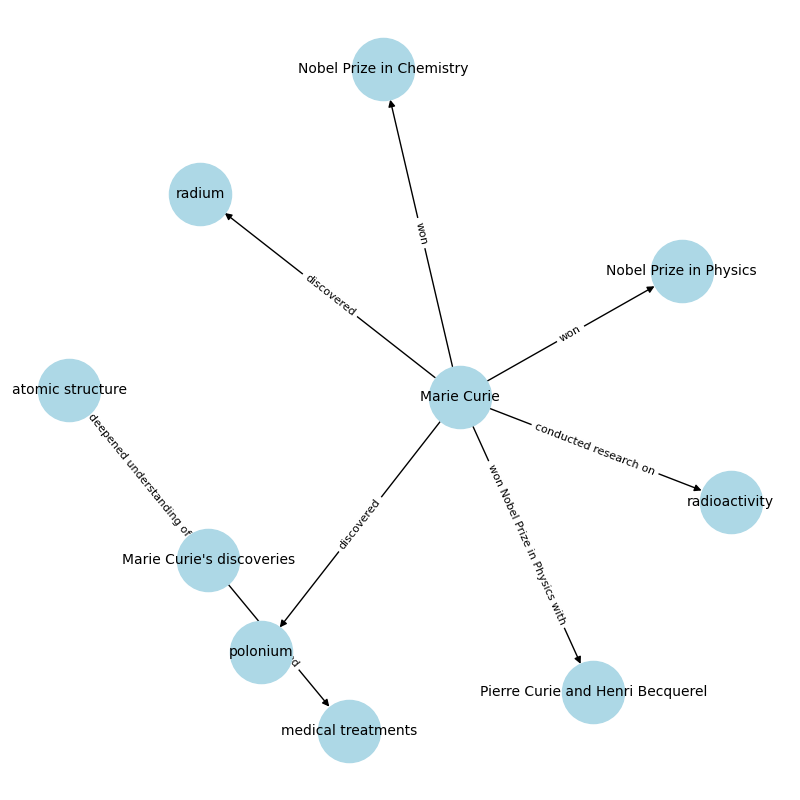 Nobel Prize in Chemistry
radium
won
Nobel Prize in Physics
discovered
won
atomic structure
Marie Curie
deepened understanding of
conducted research on
radioactivity
discovered
won Nobel Prize in Physics with
Marie Curie's discoveries
polonium
Pierre Curie and Henri Becquerel
medical treatments